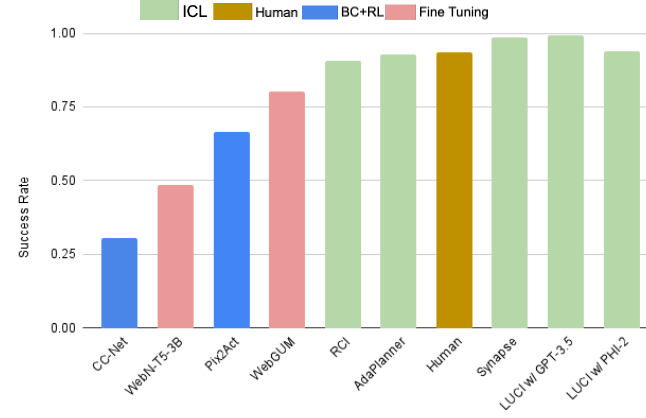 ICL Human BC+RL Fine Tuning
1.00
0.75
0.50
0.25
0.00
Success Rate
CC-Net
WebN-T5-3B
Pix2Act
WebGUM
RCI
AdaPlanner
Human
Synapse
LUCI w/ GPT-3.5
LUCI w/ PHI-2